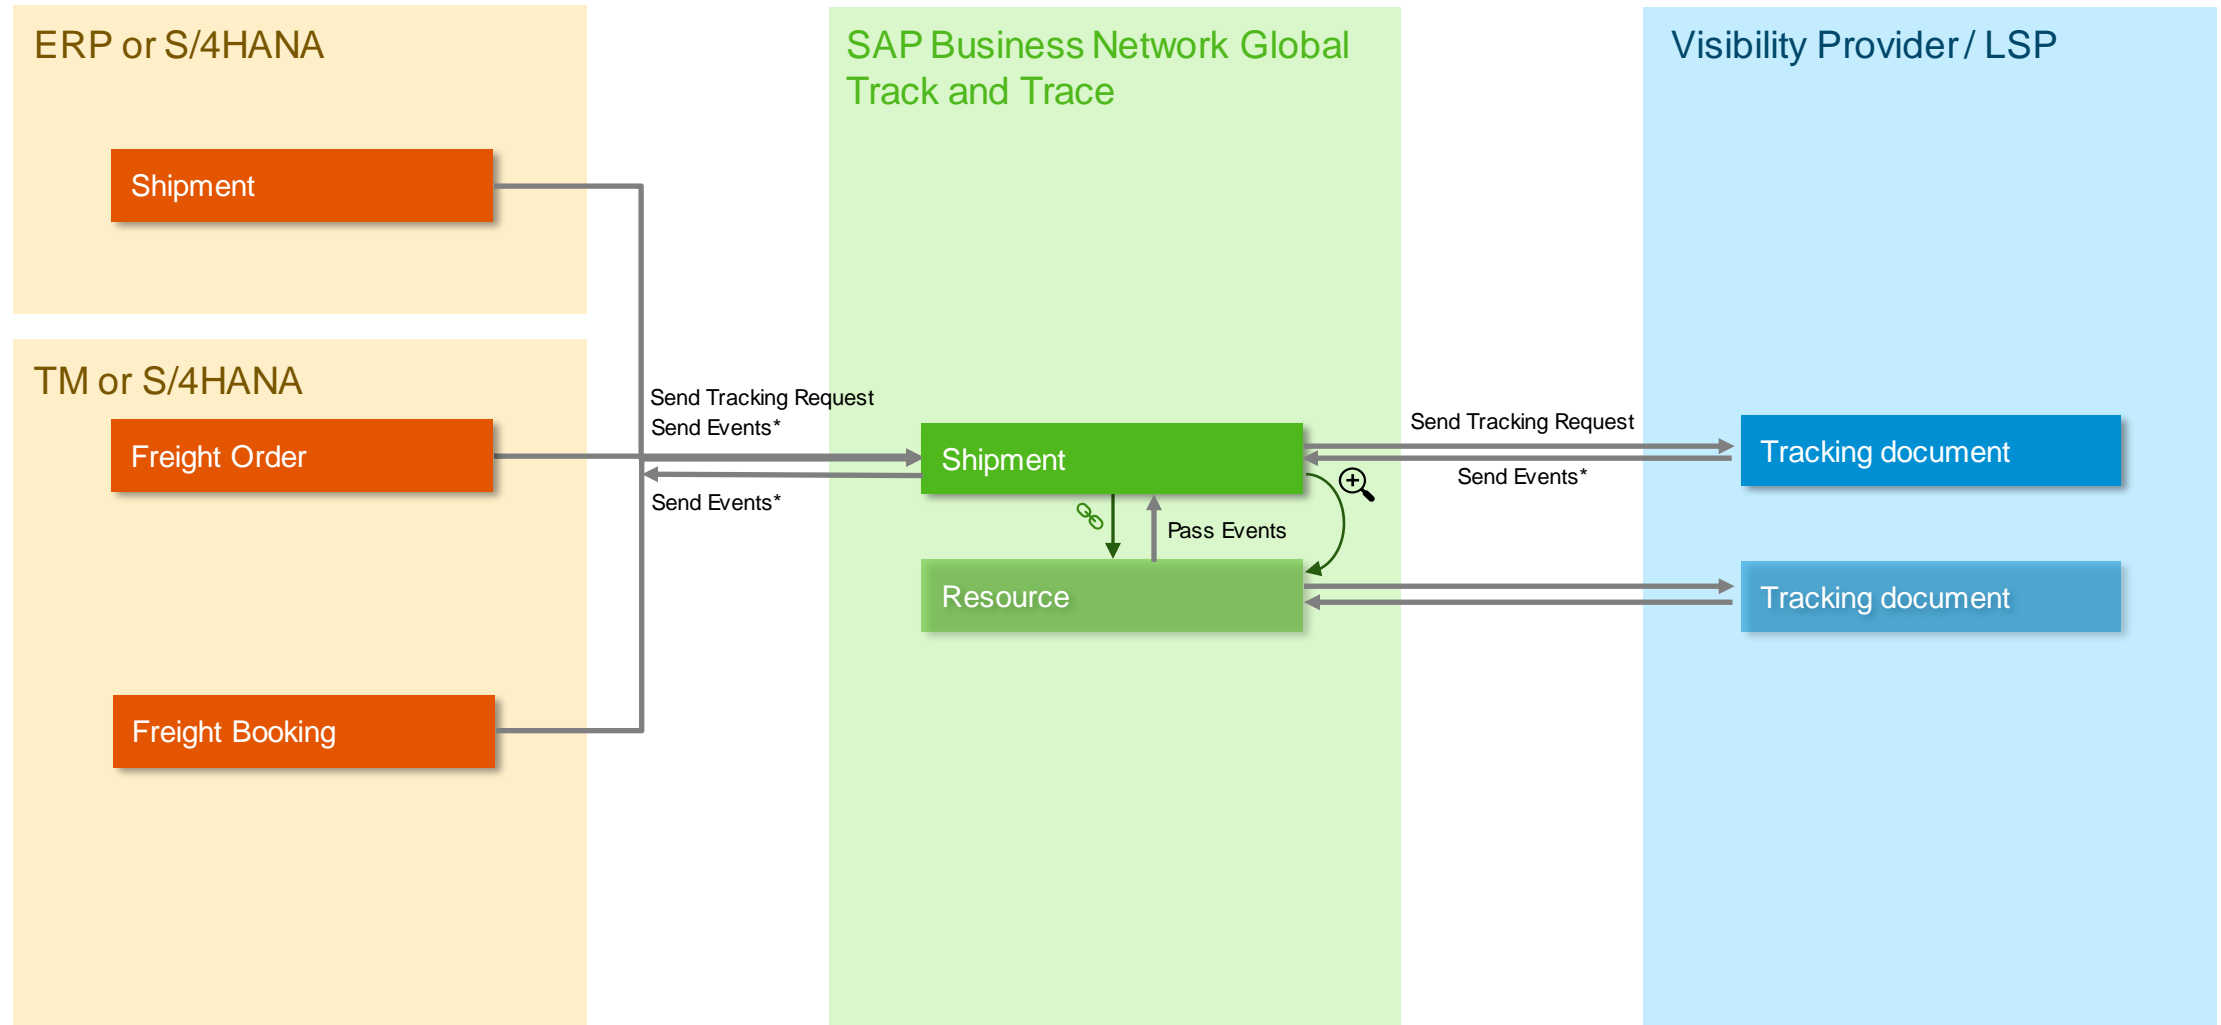 ERP or S/4HANA
Shipment
TM or S/4HANA
Freight Order
Freight Booking
Send Tracking Request
Send Events*
Send Events*
SAP Business Network Global
Track and Trace
Shipment
Pass Events
Resource
Send Tracking Request
Send Events*
Visibility Provider / LSP
Tracking document
Tracking document